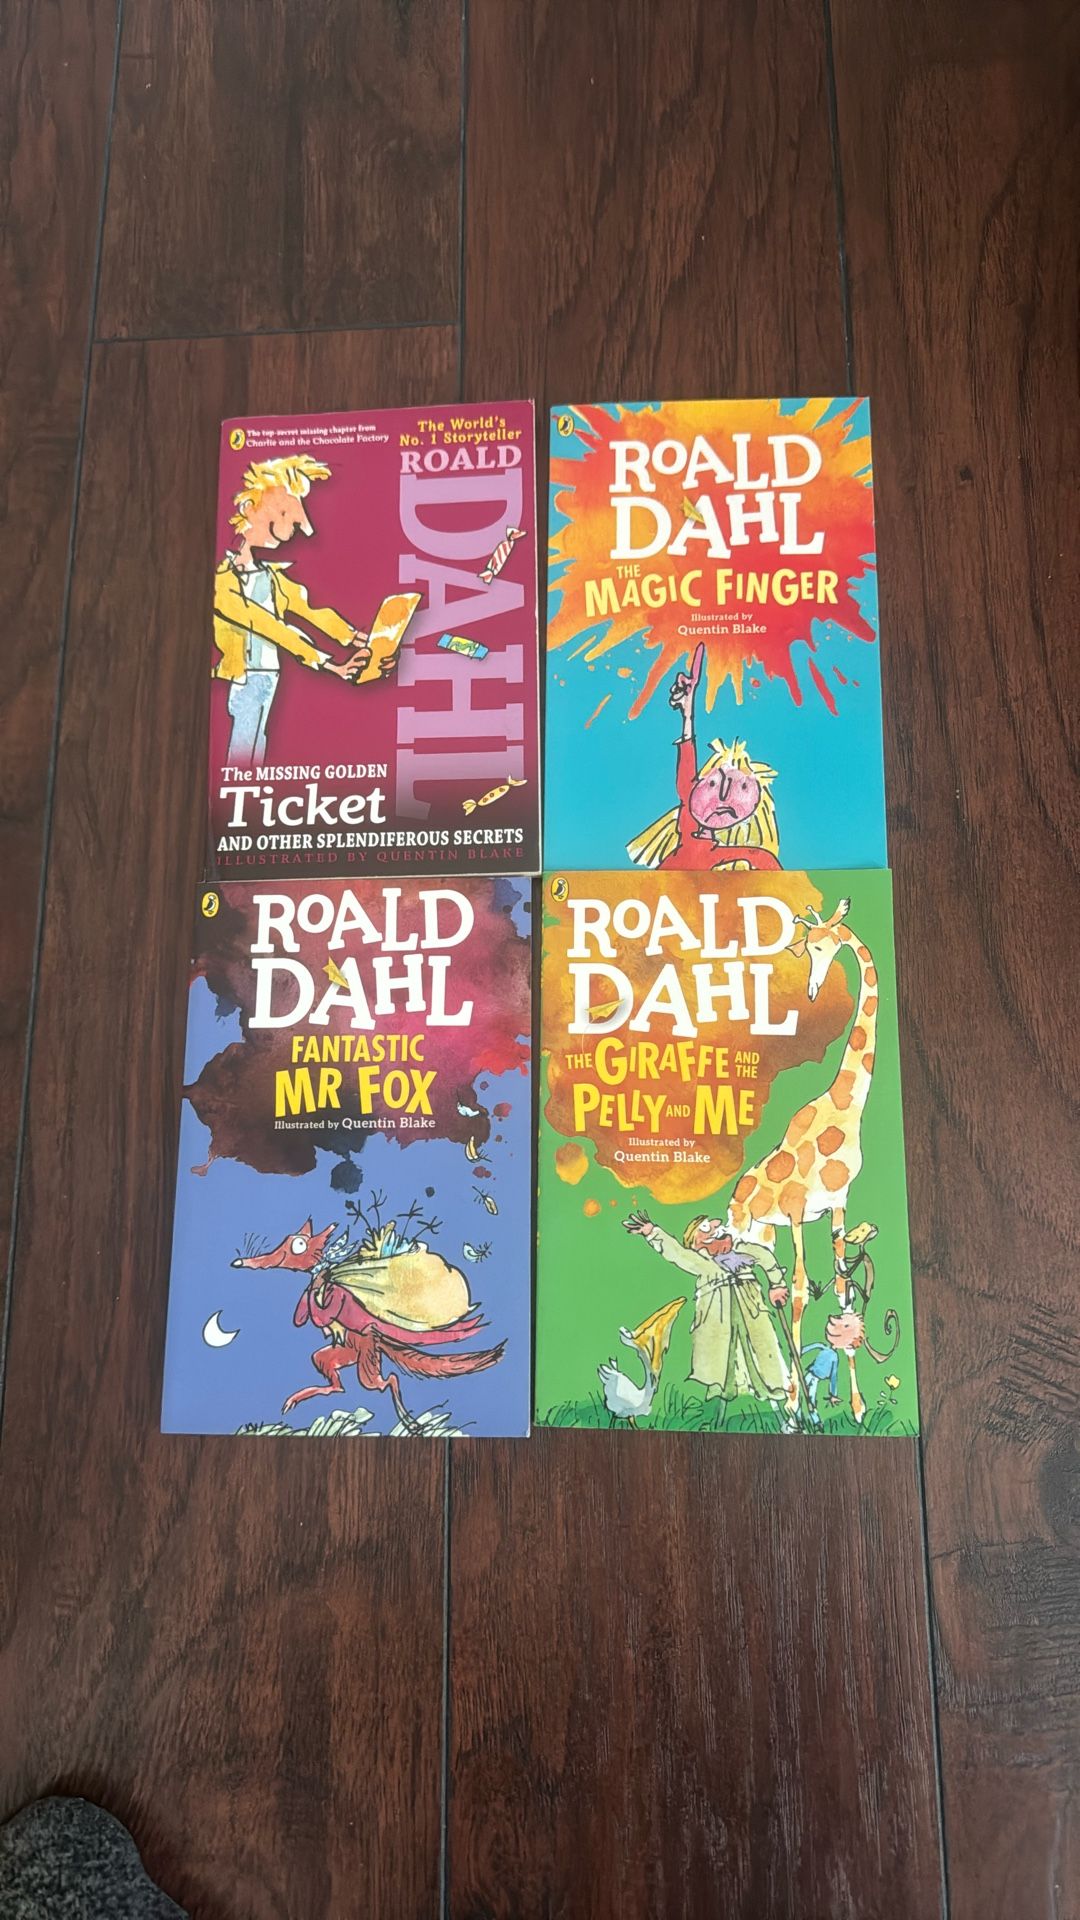 The top-secret missing chapter from
Charlie and the Chocolate Factory
The World's
No. 1 Storyteller
ROALD
DAHL
The MISSING GOLDEN
Ticket
AND OTHER SPLENDIFEROUS SECRETS
ILLUSTRATED BY QUENTIN BLAKE
ROALD
DAHL
THE
MAGIC FINGER
Illustrated by
Quentin Blake
ROALD
DAHL
FANTASTIC
MR FOX
Illustrated by Quentin Blake
ROALD
DAHL
THE GIRAFFE AND THE
PELLY AND ME
Illustrated by
Quentin Blake